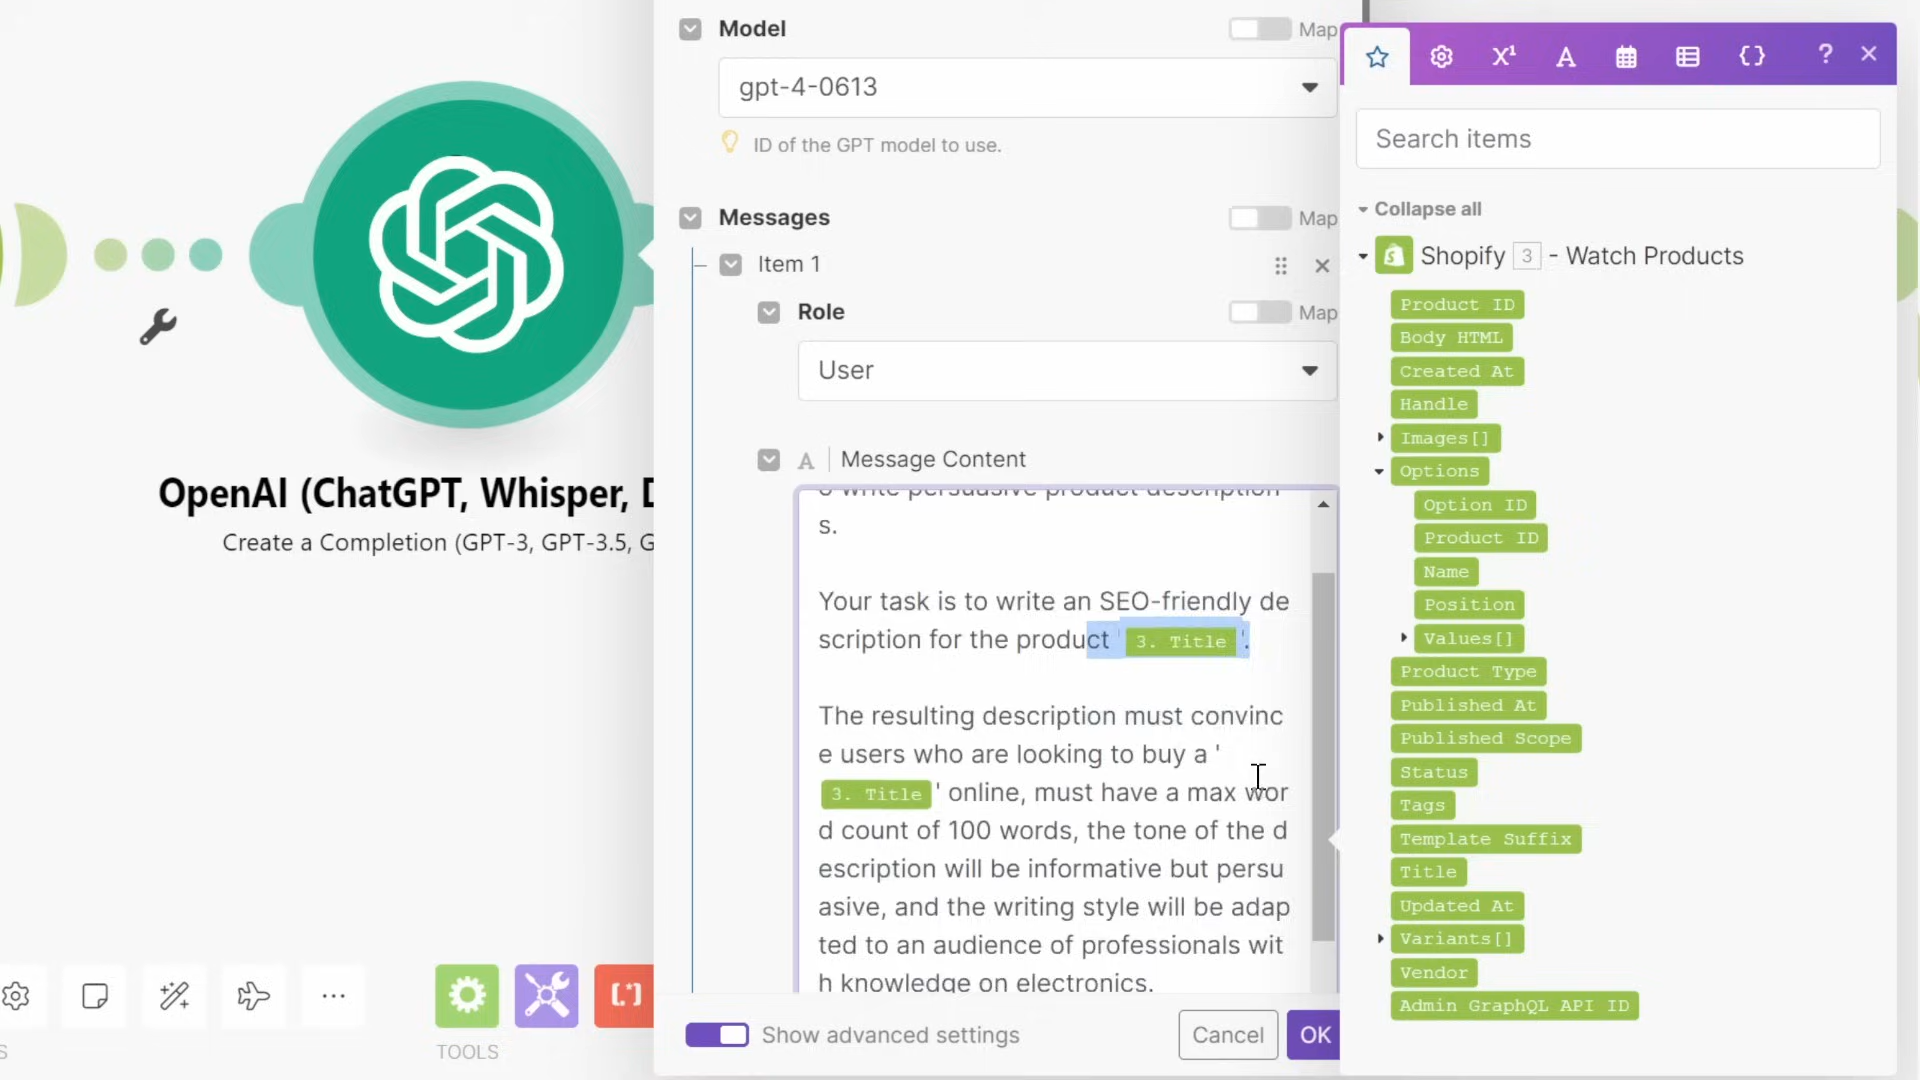 Model
Map
gpt-4-0613
ID of the GPT model to use.
Messages
Map
Item 1
Role
Map
User
A
Message Content
o write persuasive product description
s.
Your task is to write an SEO-friendly de
scription for the product ' 3. Title '.
The resulting description must convinc
e users who are looking to buy a '
3. Title ' online, must have a max wor
d count of 100 words, the tone of the d
escription will be informative but persu
asive, and the writing style will be adap
ted to an audience of professionals wit
h knowledge on electronics.
Show advanced settings
Cancel
OK
OpenAI (ChatGPT, Whisper, D
Create a Completion (GPT-3, GPT-3.5, G
S
TOOLS
Search items
Collapse all
Shopify 3 - Watch Products
Product ID
Body HTML
Created At
Handle
Images[]
Options
Option ID
Product ID
Name
Position
Values[]
Product Type
Published At
Published Scope
Status
Tags
Template Suffix
Title
Updated At
Variants[]
Vendor
Admin GraphQL API ID